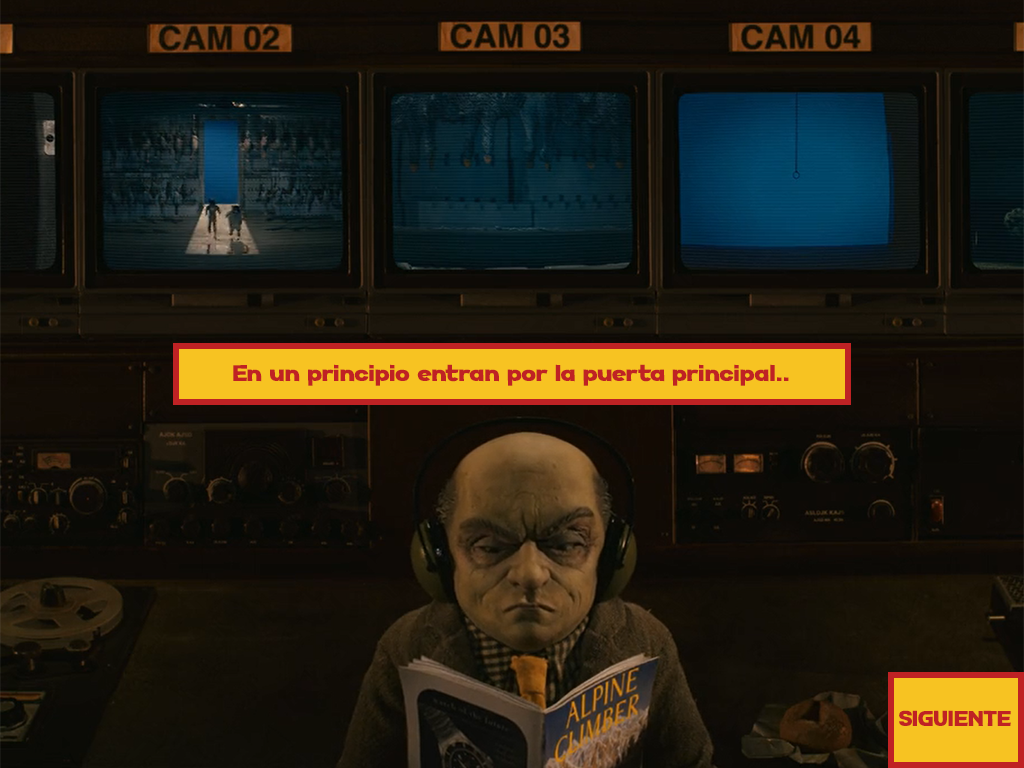 CAM 02
CAM 03
CAM 04
En un principio entran por la puerta principal..
ALPINE
CLIMBER
SIGUIENTE